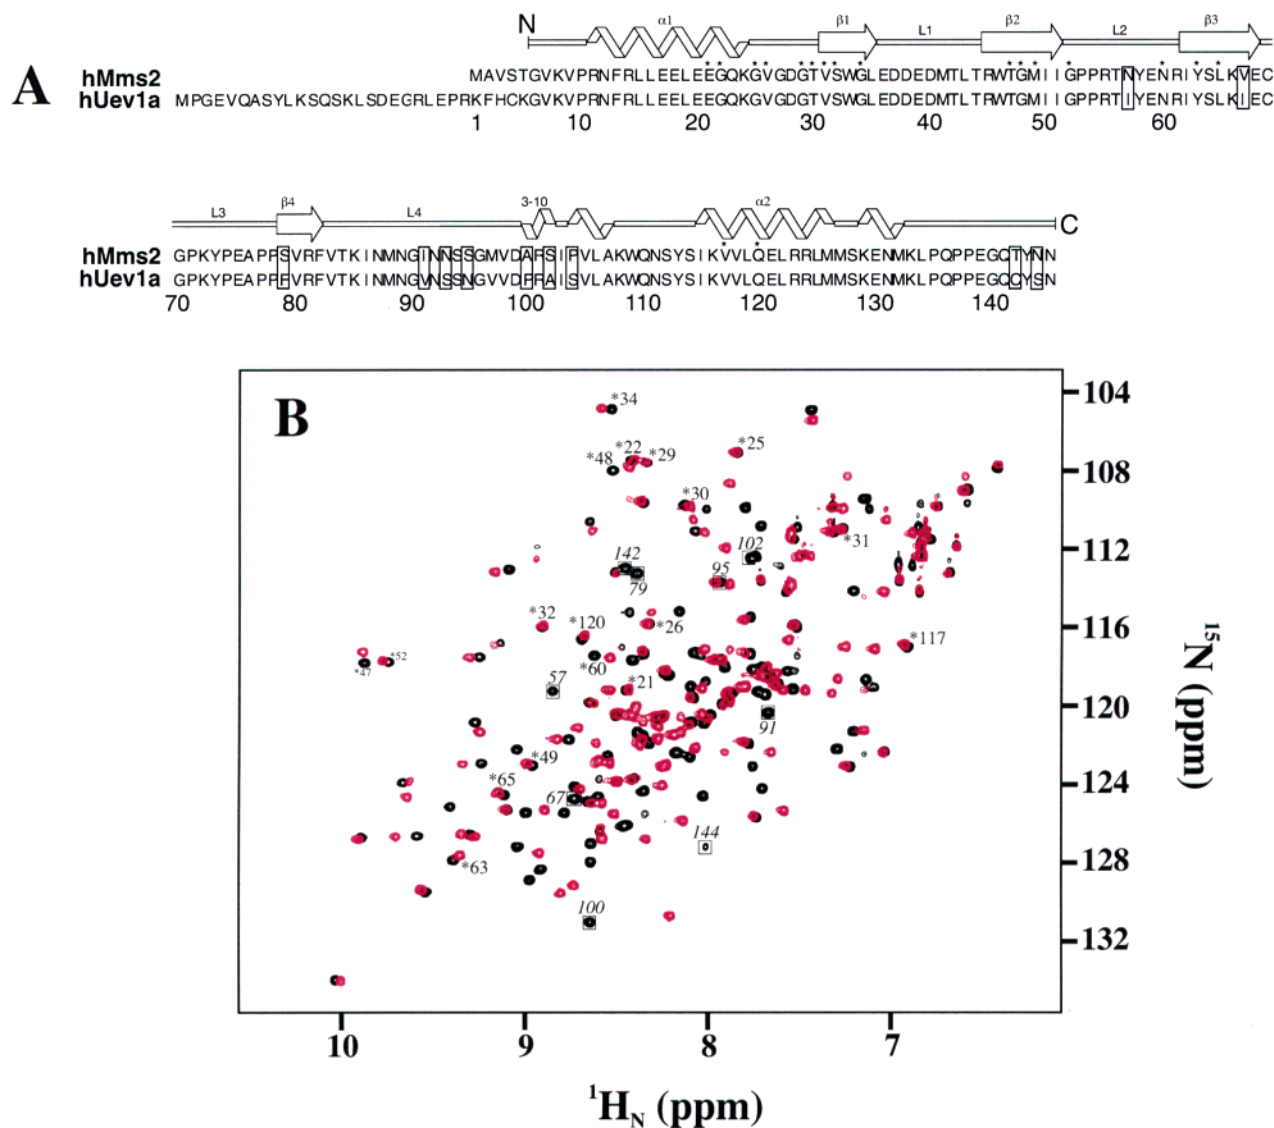 A
N α1 β1 L1 β2 L2 β3
hMms2 MAVSTGVKVPRNFRLLEELEEGQKGVGDGTVSWGLEDDEDMTLTRWTGMIIGPPRTNYENRIYSLKVEC
hUev1a MPGEVQASYLKSQSKLSDEGRLEPRKFHCKGVKVPRNFRLLEELEEGQKGVGDGTVSWGLEDDEDMTLTRWTGMIIGPPRTIYENRIYSLKIEC
1 10 20 30 40 50 60
L3 β4 L4 3-10 α2 C
hMms2 GPKYPEAPPSVRFVTKINMNGINNSSGMVDARSIPVLAKWQNSYSIKVVLQELRRLMMSKENMKLPQPPEGQTYNN
hUev1a GPKYPEAPPFVRFVTKINMNGVNSSNGVVDPRAISVLAKWQNSYSIKVVLQELRRLMMSKENMKLPQPPEGQCYSN
70 80 90 100 110 120 130 140
B
*34
*22
*48
*29
*25
*30
*31
142
79
102
95
*32
*120
*26
*117
*47
*52
*60
57
*21
91
*49
*65
67
144
*63
100
104
108
112
116
120
124
128
132
15N (ppm)
10 9 8 7
1HN (ppm)